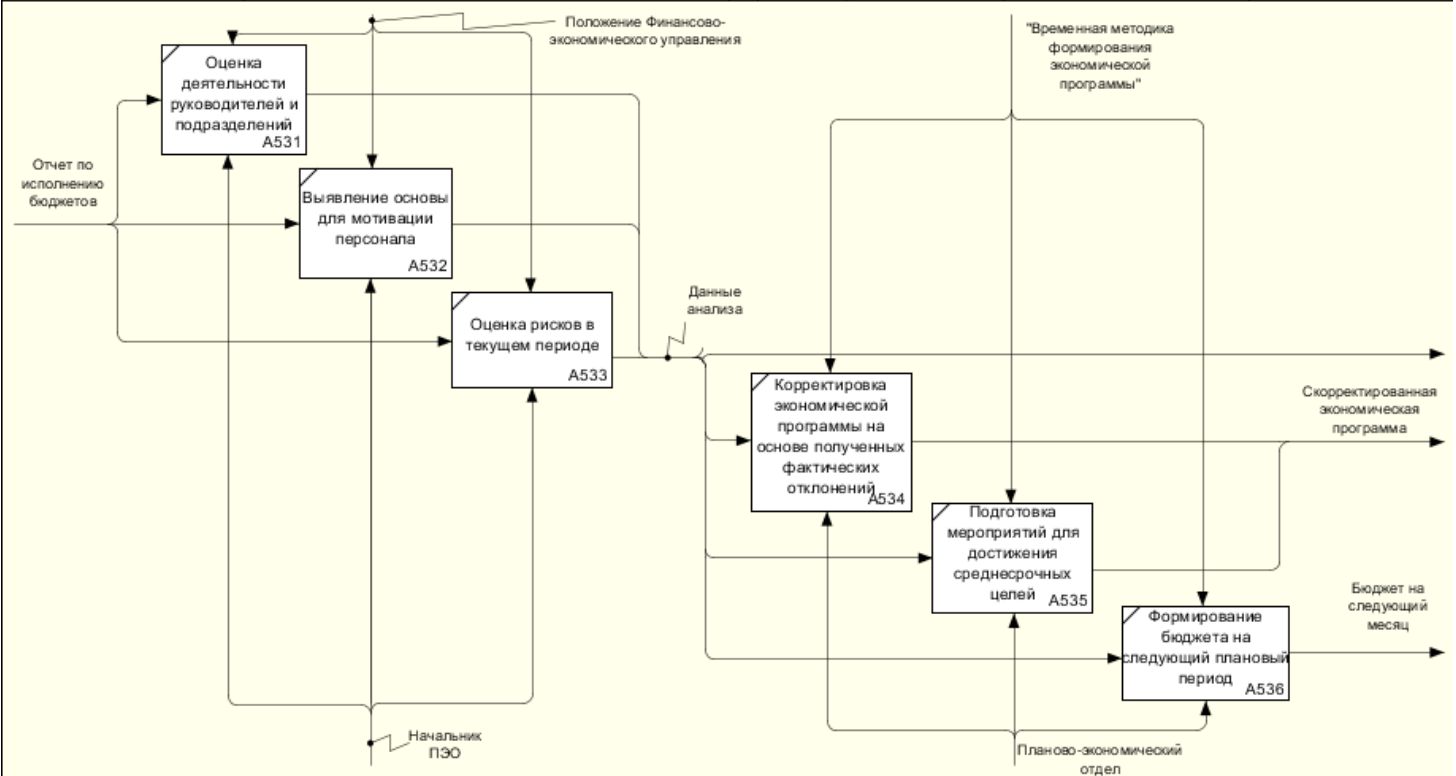 Положение Финансово-
экономического управления
"Временная методика
формирования
экономической
программы"
Оценка
деятельности
руководителей и
подразделений
A531
Отчет по
исполнению
бюджетов
Выявление основы
для мотивации
персонала
A532
Данные
анализа
Оценка рисков в
текущем периоде
A533
Корректировка
экономической
программы на
основе полученных
фактических
отклонений
A534
Скорректированная
экономическая
программа
Подготовка
мероприятий для
достижения
среднесрочных
целей
A535
Бюджет на
следующий
месяц
Формирование
бюджета на
следующий плановый
период
A536
Начальник
ПЭО
Планово-экономический
отдел